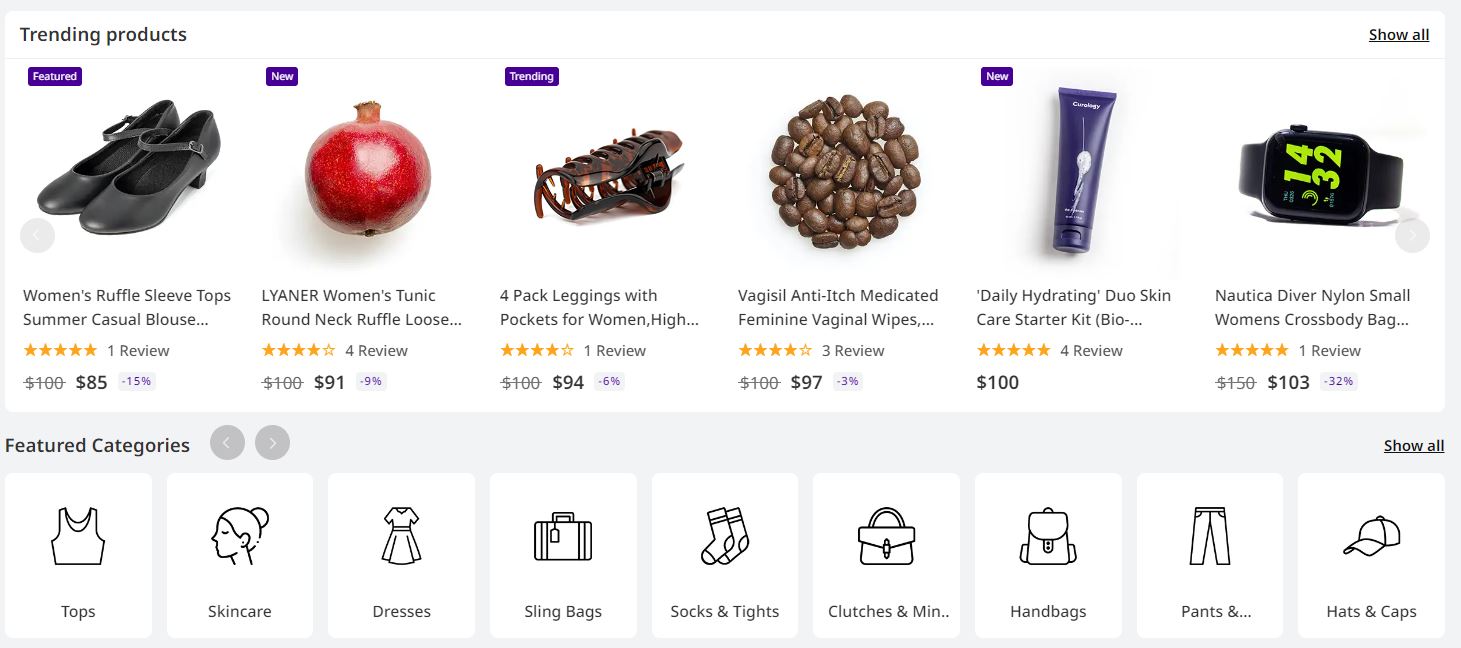 Trending products
Show all
Featured
New
Trending
New
Curology
14
32
Women's Ruffle Sleeve Tops
Summer Casual Blouse...
LYANER Women's Tunic
Round Neck Ruffle Loose...
4 Pack Leggings with
Pockets for Women,High...
Vagisil Anti-Itch Medicated
Feminine Vaginal Wipes,...
'Daily Hydrating' Duo Skin
Care Starter Kit (Bio-...
Nautica Diver Nylon Small
Womens Crossbody Bag...
1 Review
4 Review
1 Review
3 Review
4 Review
1 Review
$100 $85 -15%
$100 $91 -9%
$100 $94 -6%
$100 $97 -3%
$100
$150 $103 -32%
Featured Categories
Show all
Tops
Skincare
Dresses
Sling Bags
Socks & Tights
Clutches & Min..
Handbags
Pants &...
Hats & Caps